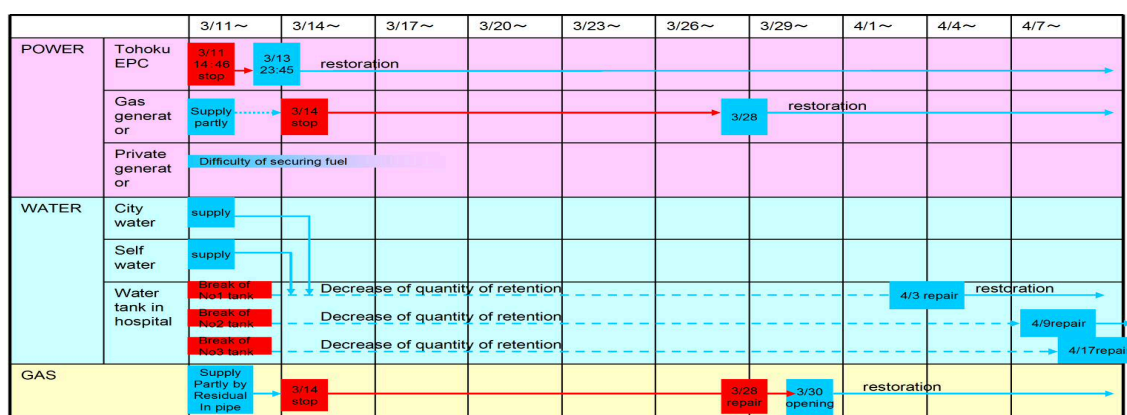 3/11～ 3/14～ 3/17～ 3/20～ 3/23～ 3/26～ 3/29～ 4/1～ 4/4～ 4/7～
POWER
Tohoku
EPC
3/11
14:46
stop
3/13
23:45
restoration
Gas
generat
or
Supply
partly
3/14
stop
3/28
restoration
Private
generat
or
Difficulty of securing fuel
WATER
City
water
supply
Self
water
supply
Water
tank in
hospital
Break of
No1 tank
Decrease of quantity of retention
4/3 repair
restoration
Break of
No2 tank
Decrease of quantity of retention
4/9repair
Break of
No3 tank
Decrease of quantity of retention
4/17repai
GAS
Supply
Partly by
Residual
In pipe
3/14
stop
3/28
repair
3/30
opening
restoration